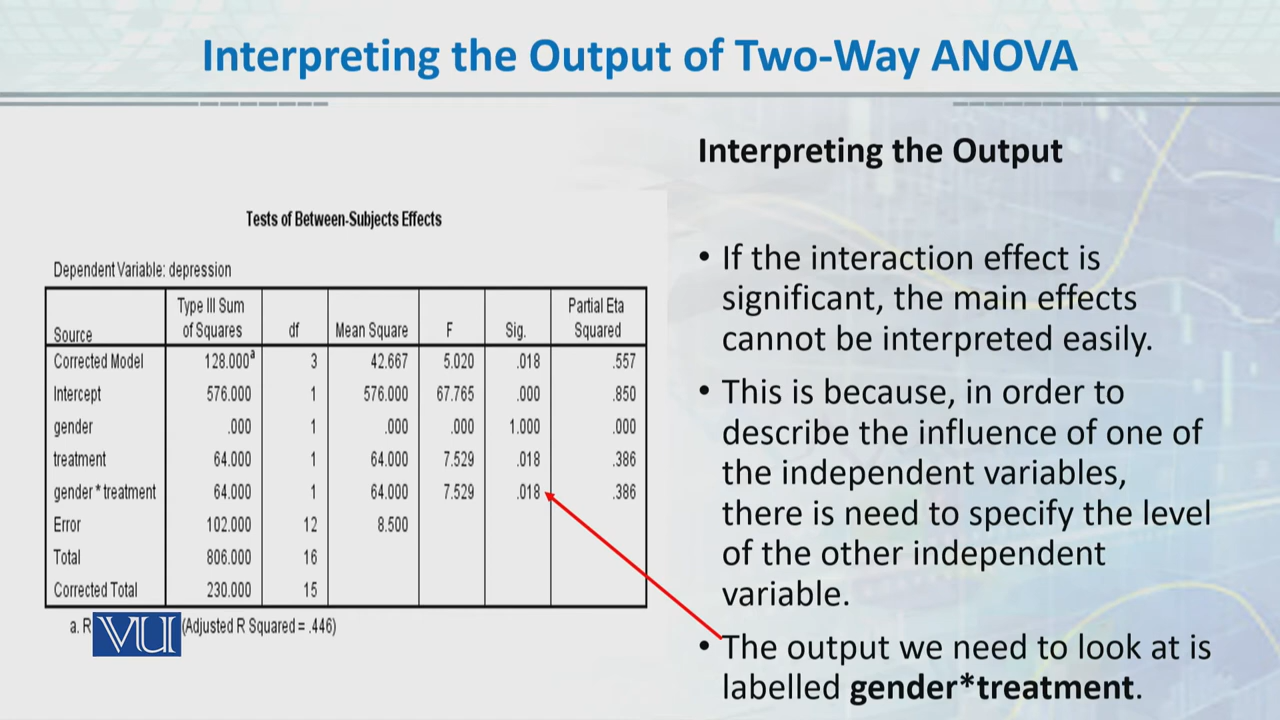 Interpreting the Output of Two-Way ANOVA
Tests of Between-Subjects Effects
Dependent Variable: depression
Source Type III Sum of Squares df Mean Square F Sig. Partial Eta Squared
Corrected Model 128.000a 3 42.667 5.020 .018 .557
Intercept 576.000 1 576.000 67.765 .000 .850
gender .000 1 .000 .000 1.000 .000
treatment 64.000 1 64.000 7.529 .018 .386
gender * treatment 64.000 1 64.000 7.529 .018 .386
Error 102.000 12 8.500
Total 806.000 16
Corrected Total 230.000 15
a. R (Adjusted R Squared = .446)
VU
Interpreting the Output
• If the interaction effect is
significant, the main effects
cannot be interpreted easily.
• This is because, in order to
describe the influence of one of
the independent variables,
there is need to specify the level
of the other independent
variable.
• The output we need to look at is
labelled gender*treatment.